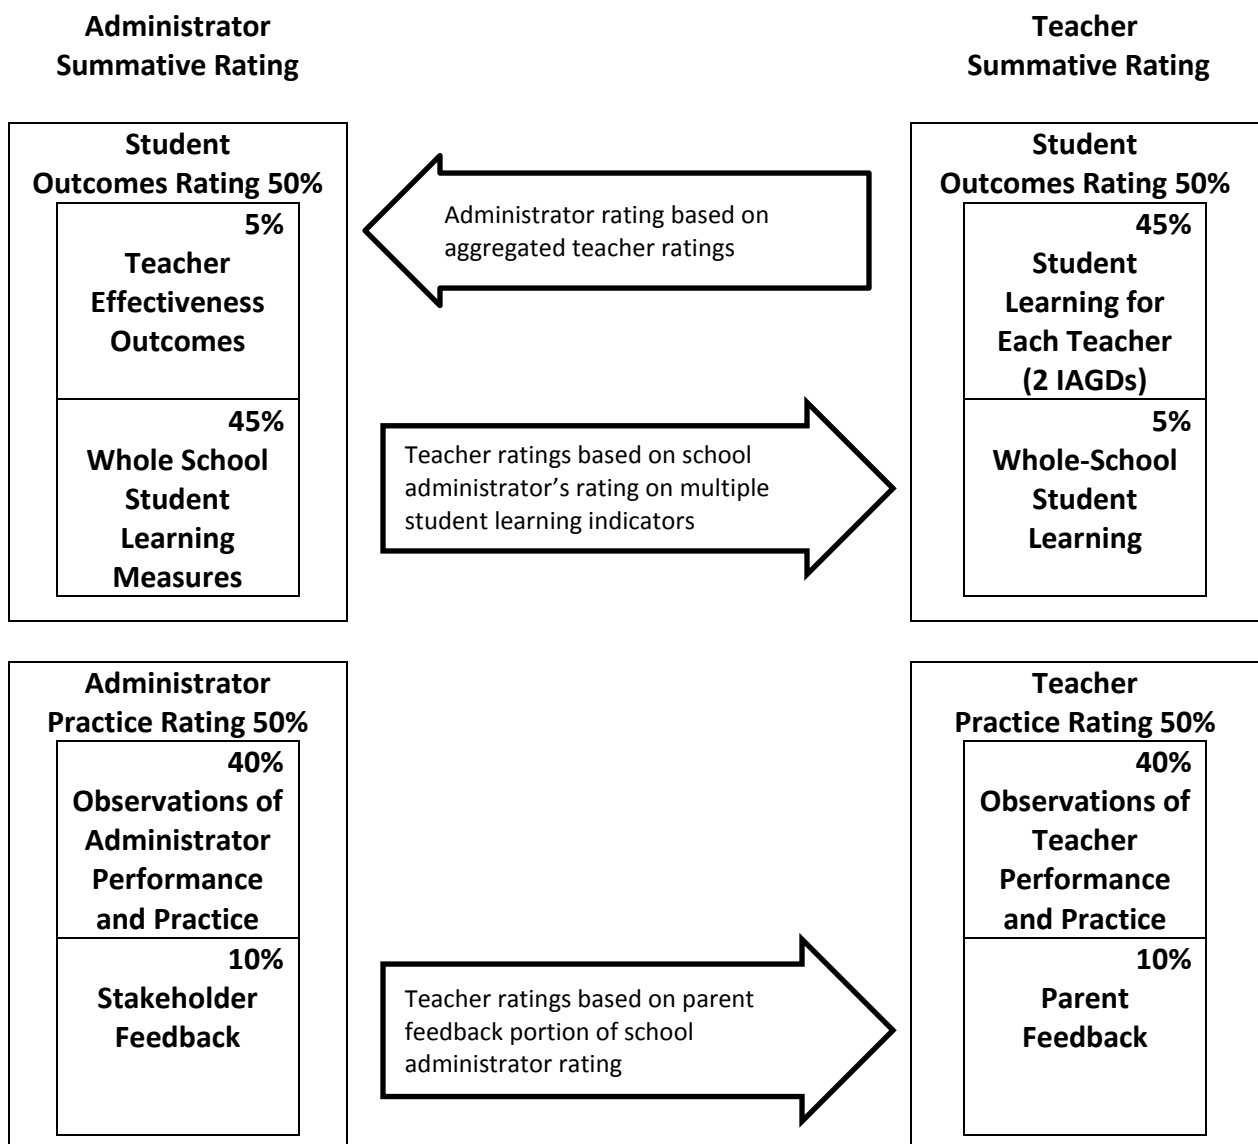 Administrator
Summative Rating
Teacher
Summative Rating
Student
Outcomes Rating 50%
5%
Teacher
Effectiveness
Outcomes
45%
Whole School
Student
Learning
Measures
Administrator rating based on
aggregated teacher ratings
Teacher ratings based on school
administrator’s rating on multiple
student learning indicators
Student
Outcomes Rating 50%
45%
Student
Learning for
Each Teacher
(2 IAGDs)
5%
Whole-School
Student
Learning
Administrator
Practice Rating 50%
40%
Observations of
Administrator
Performance
and Practice
10%
Stakeholder
Feedback
Teacher ratings based on parent
feedback portion of school
administrator rating
Teacher
Practice Rating 50%
40%
Observations of
Teacher
Performance
and Practice
10%
Parent
Feedback